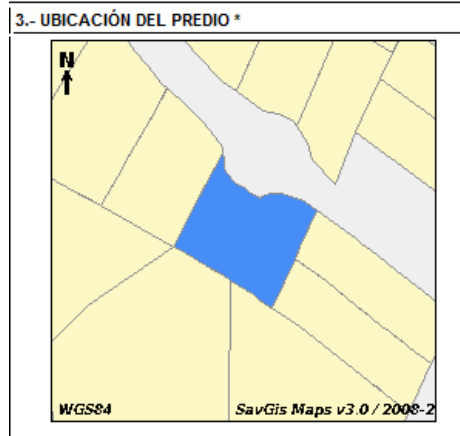 3.- UBICACIÓN DEL PREDIO *
N
WGS84
SavGis Maps v3.0 / 2008-2